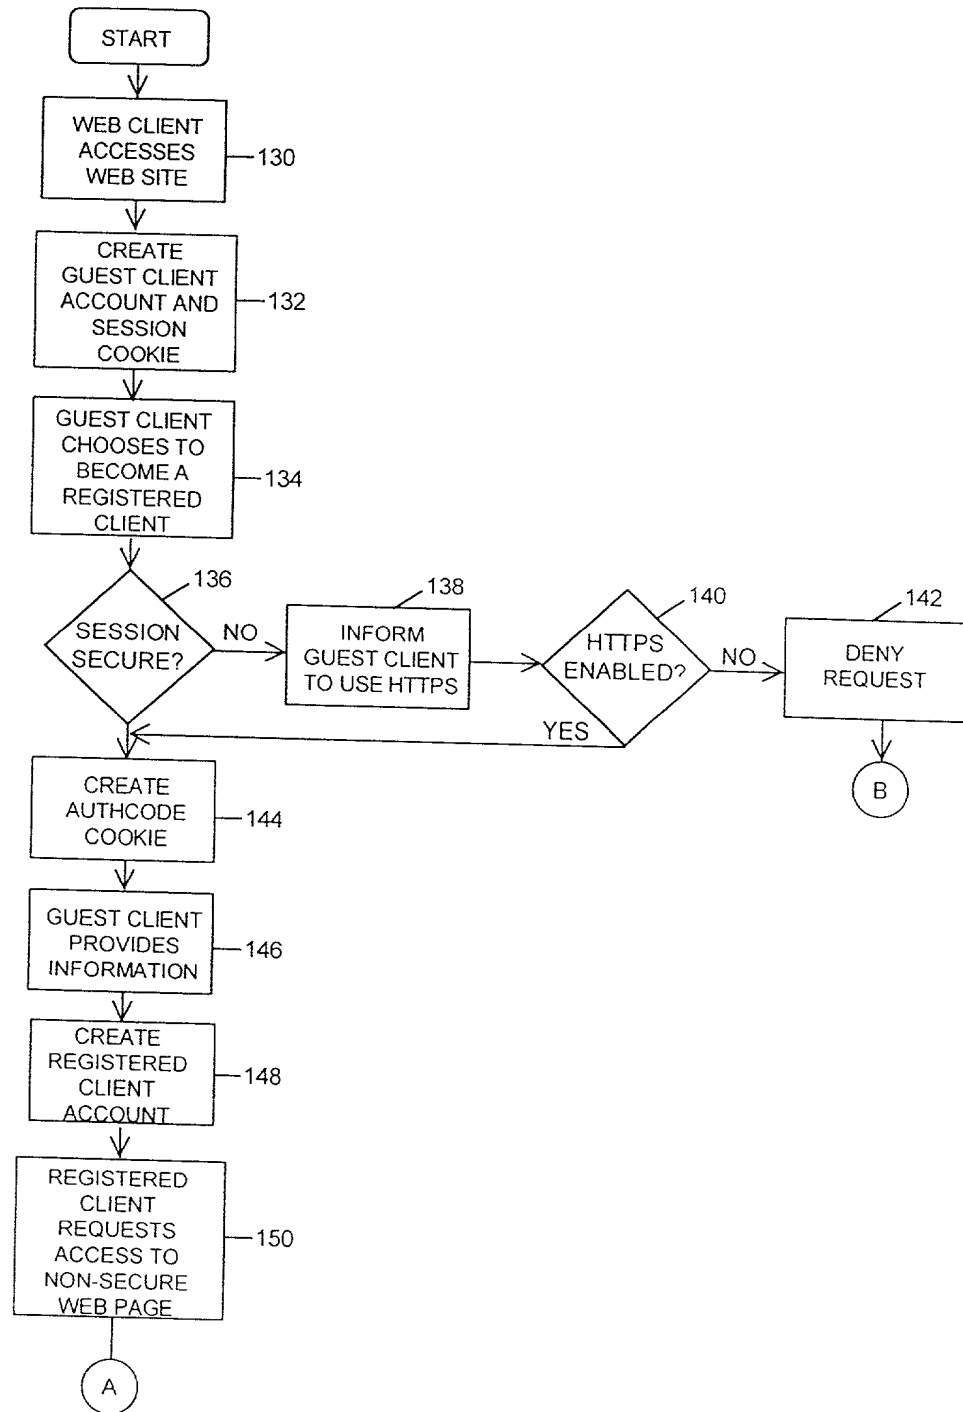 START
WEB CLIENT
ACCESSES
WEB SITE
130
CREATE
GUEST CLIENT
ACCOUNT AND
SESSION
COOKIE
132
GUEST CLIENT
CHOOSES TO
BECOME A
REGISTERED
CLIENT
134
136
SESSION
SECURE?
NO
138
INFORM
GUEST CLIENT
TO USE HTTPS
140
HTTPS
ENABLED?
NO
142
DENY
REQUEST
YES
B
CREATE
AUTHCODE
COOKIE
144
GUEST CLIENT
PROVIDES
INFORMATION
146
CREATE
REGISTERED
CLIENT
ACCOUNT
148
REGISTERED
CLIENT
REQUESTS
ACCESS TO
NON-SECURE
WEB PAGE
150
A